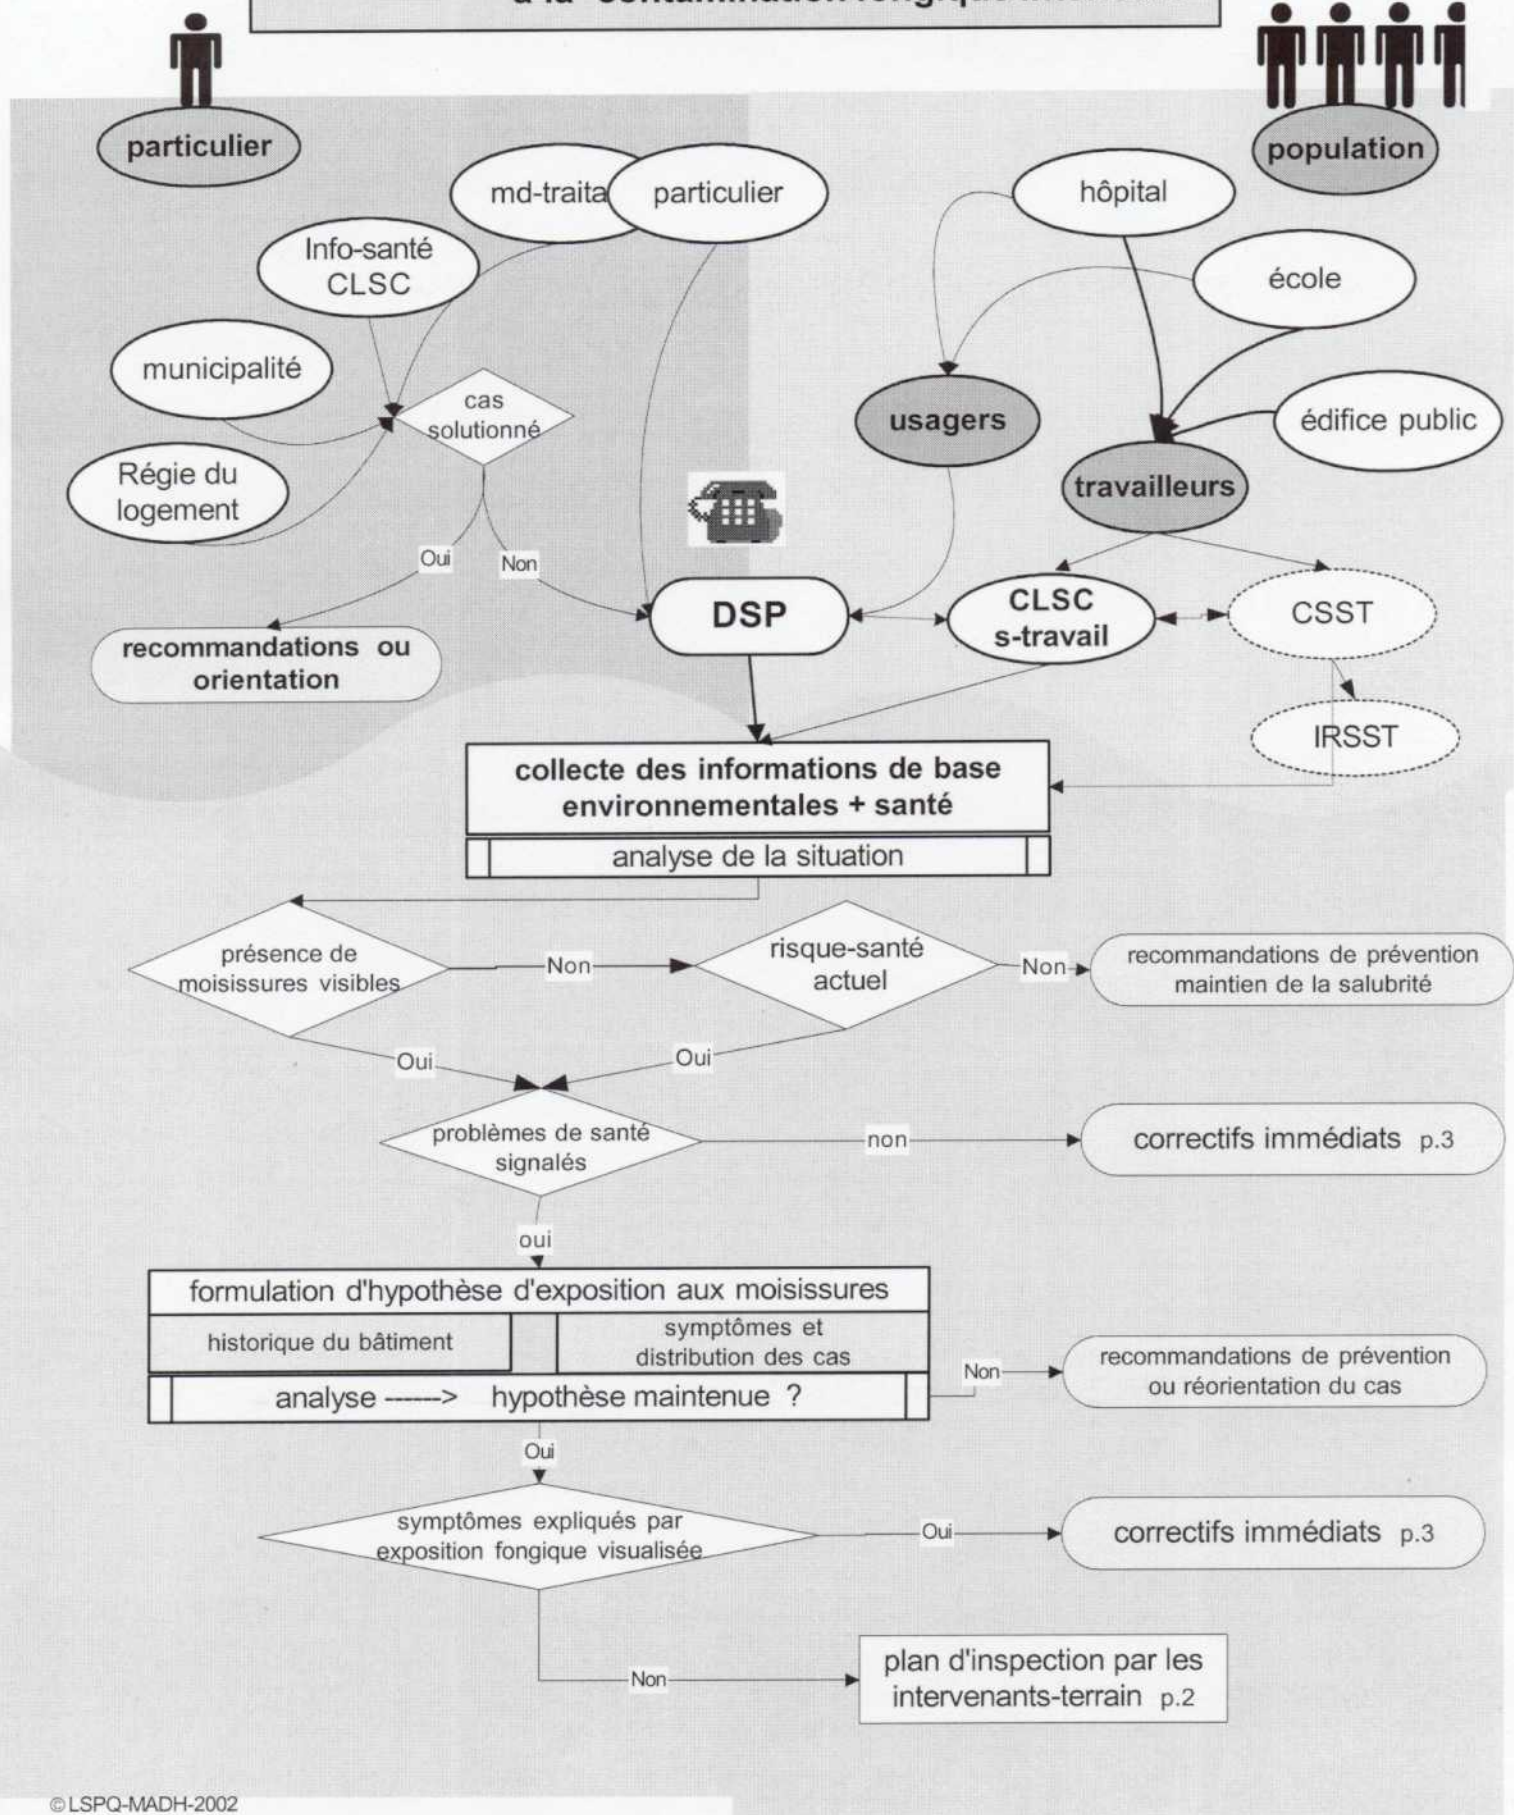 particulier
population
md-traita
particulier
hôpital
Info-santé
CLSC
école
municipalité
cas
solutionné
usagers
édifice public
Régie du
logement
travailleurs
Oui
Non
DSP
CLSC
s-travail
CSST
recommandations ou
orientation
IRSST
collecte des informations de base
environnementales + santé
analyse de la situation
présence de
moisissures visibles
Non
risque-santé
actuel
Non
recommandations de prévention
maintien de la salubrité
Oui
Oui
problèmes de santé
signalés
non
correctifs immédiats p.3
oui
formulation d'hypothèse d'exposition aux moisissures
historique du bâtiment
symptômes et
distribution des cas
analyse ------> hypothèse maintenue ?
Non
recommandations de prévention
ou réorientation du cas
Oui
symptômes expliqués par
exposition fongique visualisée
Oui
correctifs immédiats p.3
Non
plan d'inspection par les
intervenants-terrain p.2
©LSPQ-MADH-2002